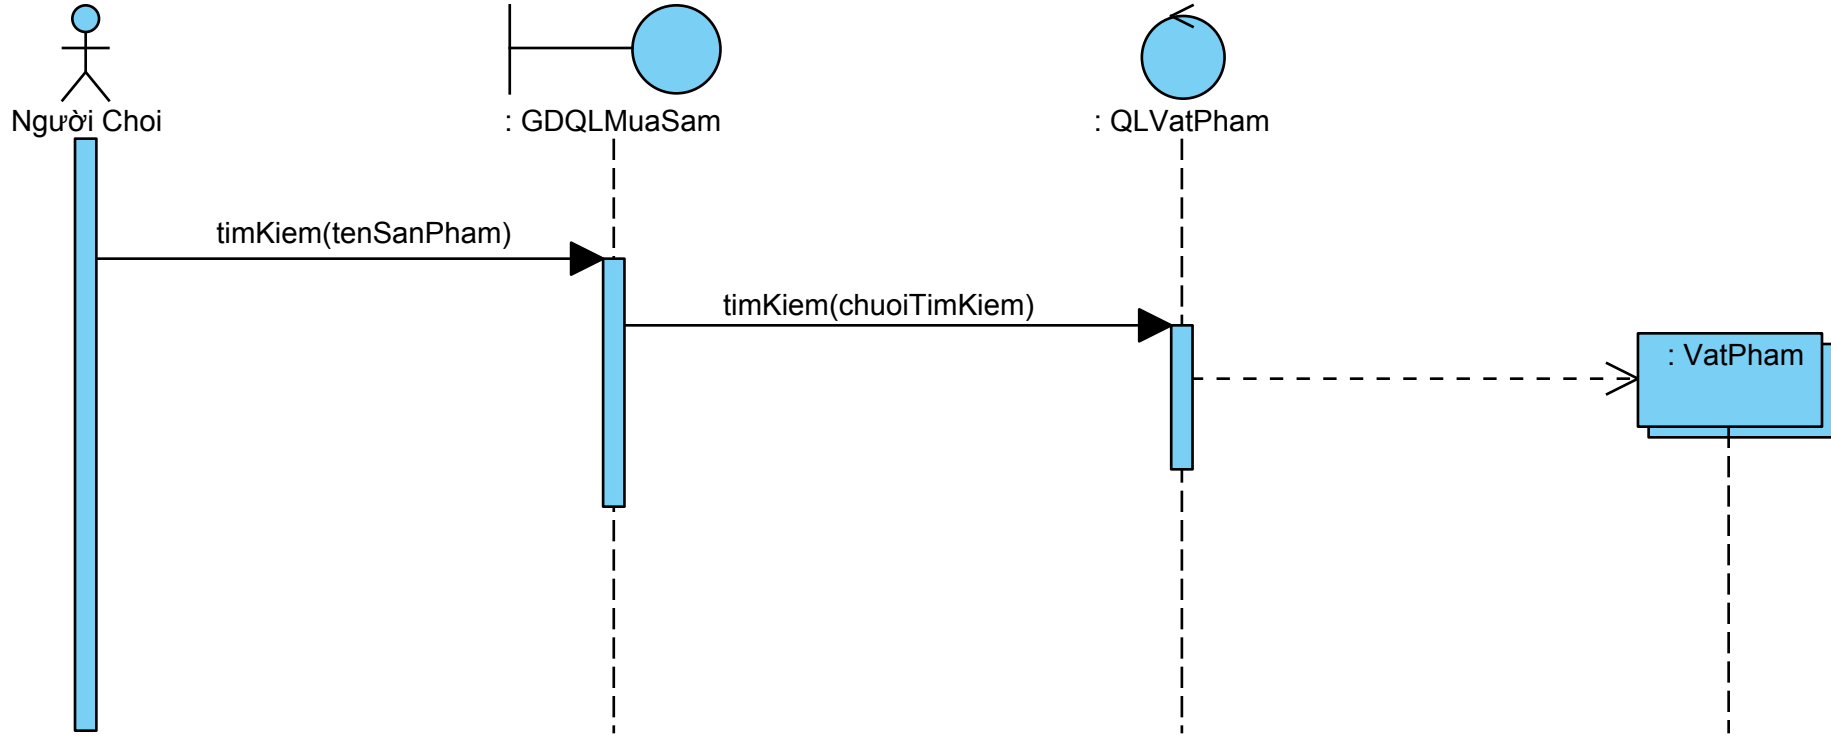 Người Choi
: GDQLMuaSam
: QLVatPham
timKiem(tenSanPham)
timKiem(chuoiTimKiem)
: VatPham